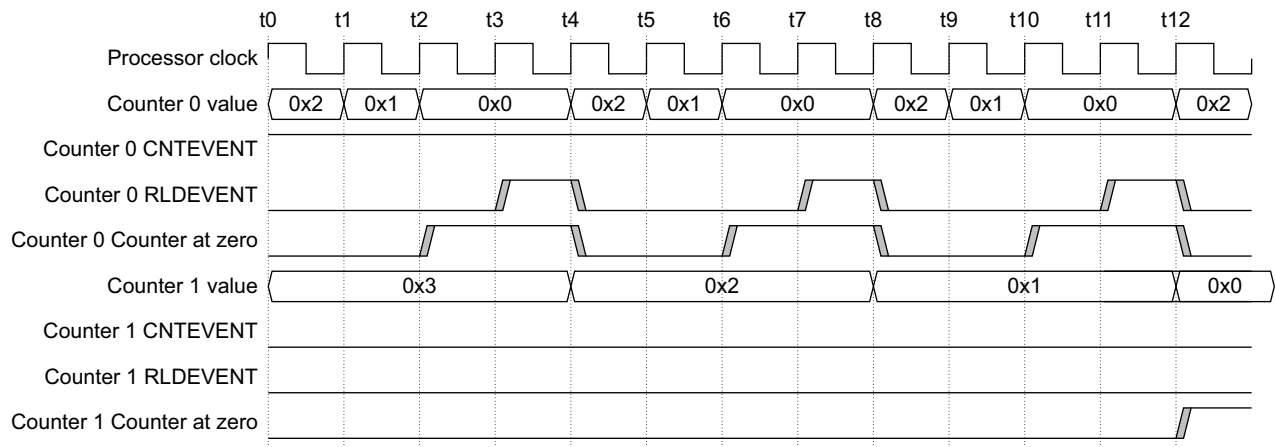 t0 t1 t2 t3 t4 t5 t6 t7 t8 t9 t10 t11 t12
Processor clock
Counter 0 value 0x2 0x1 0x0 0x2 0x1 0x0 0x2 0x1 0x0 0x2
Counter 0 CNTEVENT
Counter 0 RLDEVENT
Counter 0 Counter at zero
Counter 1 value 0x3 0x2 0x1 0x0
Counter 1 CNTEVENT
Counter 1 RLDEVENT
Counter 1 Counter at zero